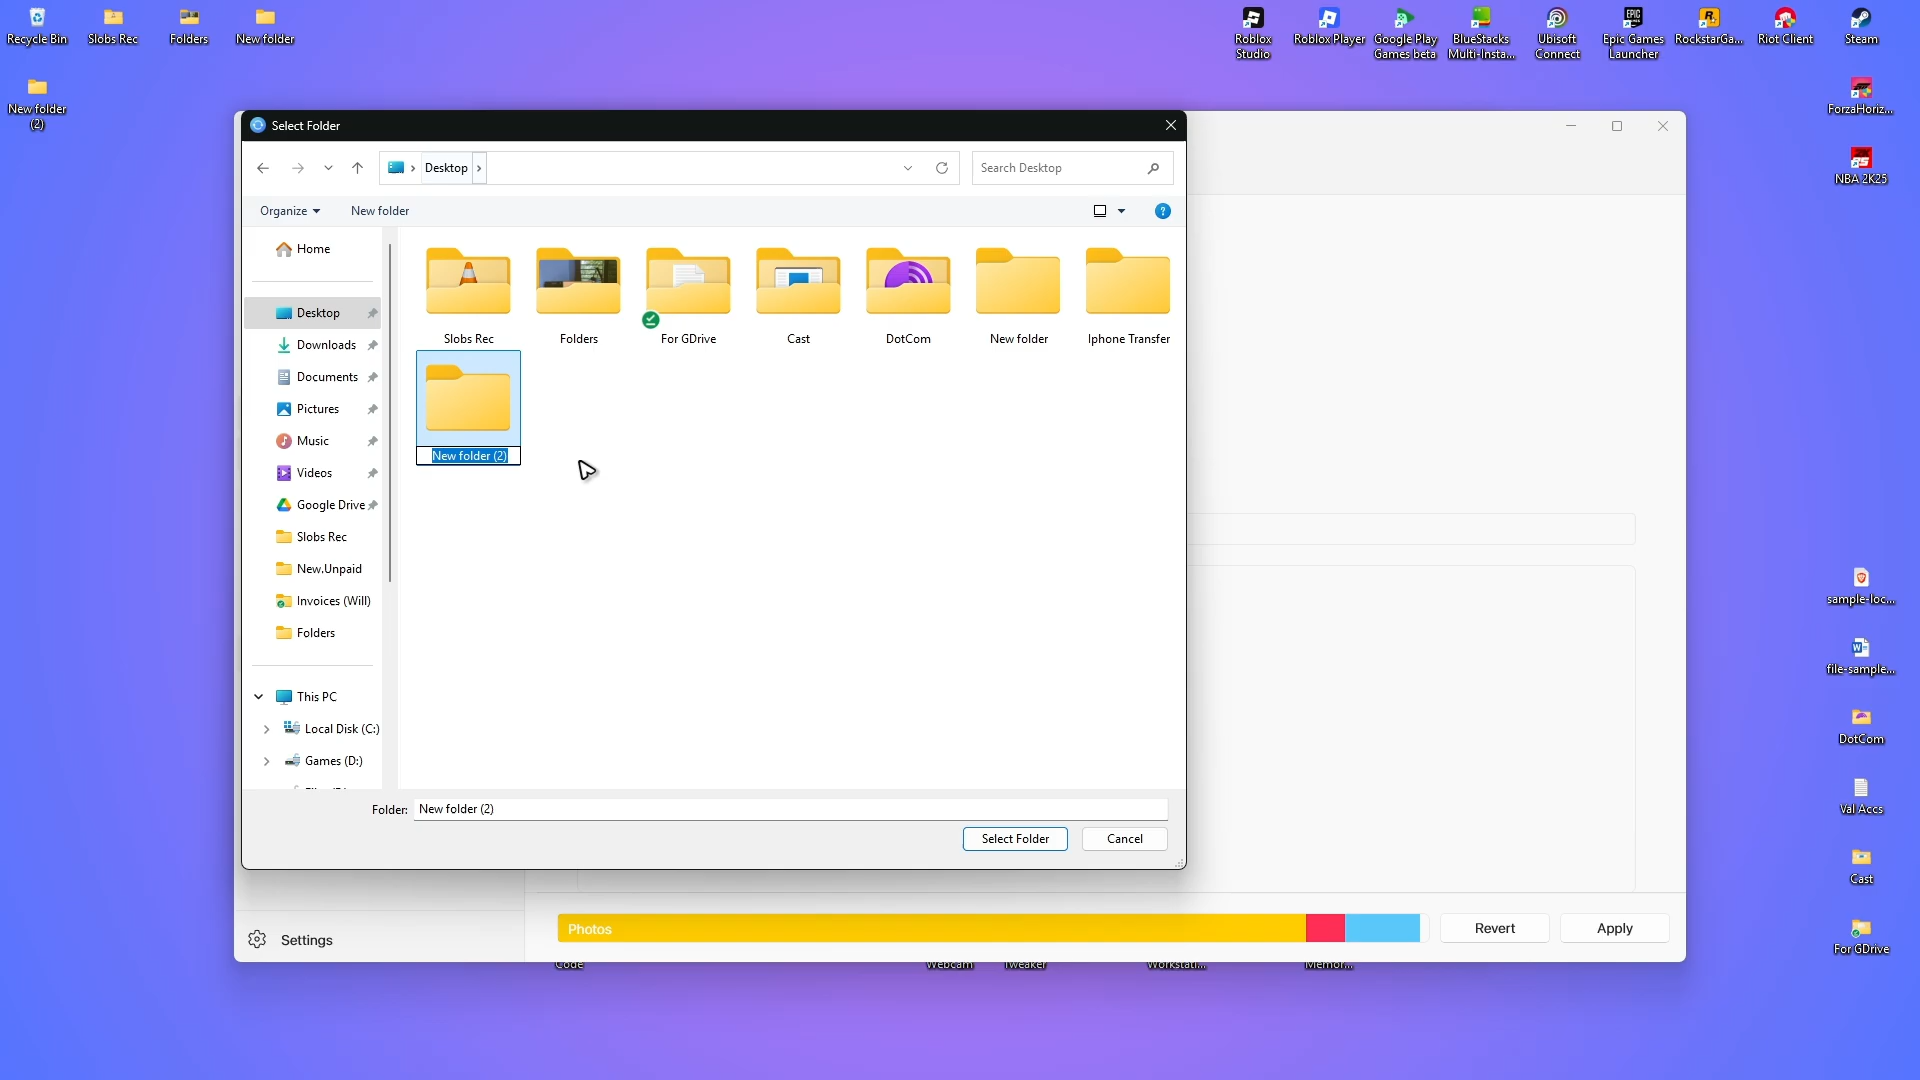 Recycle Bin
Slobs Rec
Folders
New folder
Roblox
Studio
Roblox Player
Google Play
Games beta
BlueStacks
Multi-Insta...
Ubisoft
Connect
Epic Games
Launcher
RockstarGa...
Riot Client
Steam
New folder
(2)
ForzaHoriz...
NBA 2K25
Select Folder
Desktop
Search Desktop
Organize
New folder
Home
Desktop
Downloads
Documents
Pictures
Music
Videos
Google Drive
Slobs Rec
New.Unpaid
Invoices (Will)
Folders
This PC
Local Disk (C:)
Games (D:)
Slobs Rec
Folders
For GDrive
Cast
DotCom
New folder
Iphone Transfer
New folder (2)
Folder:
New folder (2)
Select Folder
Cancel
Settings
Photos
Revert
Apply
Code
Webcam
Tweaker
Workstati...
Memor...
sample-loc...
file-sample...
DotCom
Val Accs
Cast
For GDrive